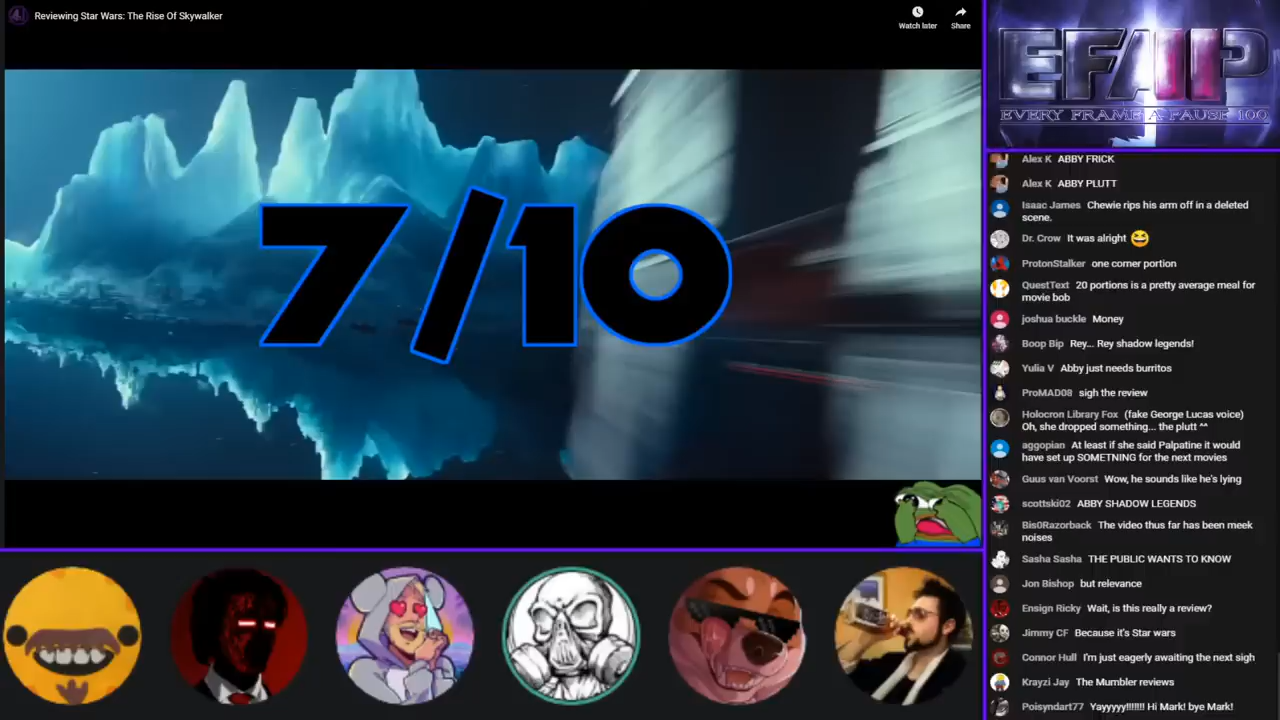 Reviewing Star Wars: The Rise Of Skywalker
Watch later
Share
7/10
EFAP
EVERY FRAME A PAUSE 100
Alex K ABBY FRICK
Alex K ABBY PLUTT
Isaac James Chewie rips his arm off in a deleted
scene.
Dr. Crow It was alright 😆
ProtonStalker one corner portion
QuestText 20 portions is a pretty average meal for
movie bob
joshua buckle Money
Boop Bip Rey... Rey shadow legends!
Yulia V Abby just needs burritos
ProMAD08 sigh the review
Holocron Library Fox (fake George Lucas voice)
Oh, she dropped something... the plutt ^^
aggopian At least if she said Palpatine it would
have set up SOMETNING for the next movies
Guus van Voorst Wow, he sounds like he's lying
scottski02 ABBY SHADOW LEGENDS
Bis0Razorback The video thus far has been meek
noises
Sasha Sasha THE PUBLIC WANTS TO KNOW
Jon Bishop but relevance
Ensign Ricky Wait, is this really a review?
Jimmy CF Because it's Star wars
Connor Hull I'm just eagerly awaiting the next sigh
Krayzi Jay The Mumbler reviews
Poisyndart77 Yayyyyy!!!!!!! Hi Mark! bye Mark!